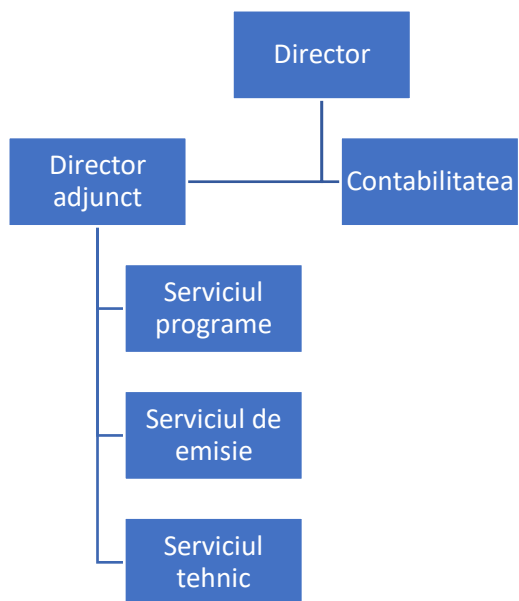 Director
Director
adjunct
Contabilitatea
Serviciul
programe
Serviciul de
emisie
Serviciul
tehnic